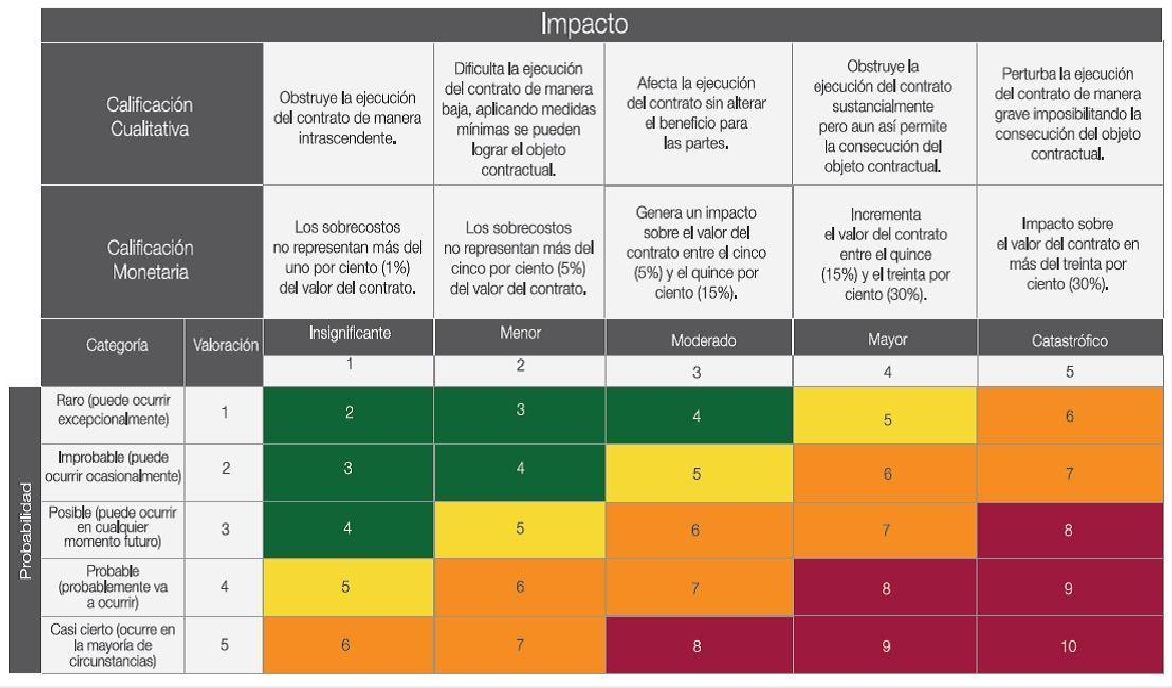 Impacto
Calificación
Cualitativa
Obstruye la ejecución
del contrato de manera
intrascendente.
Dificulta la ejecución
del contrato de manera
baja, aplicando medidas
mínimas se pueden
lograr el objeto
contractual.
Afecta la ejecución
del contrato sin alterar
el beneficio para
las partes.
Obstruye la
ejecución del contrato
sustancialmente
pero aun así permite
la consecución del
objeto contractual.
Perturba la ejecución
del contrato de manera
grave imposibilitando la
consecución del objeto
contractual.
Calificación
Monetaria
Los sobrecostos
no representan más del
uno por ciento (1%)
del valor del contrato.
Los sobrecostos
no representan más del
cinco por ciento (5%)
del valor del contrato.
Genera un impacto
sobre el valor del
contrato entre el cinco
(5%) y el quince por
ciento (15%).
Incrementa
el valor del contrato
entre el quince
(15%) y el treinta por
ciento (30%).
Impacto sobre
el valor del contrato en
más del treinta por
ciento (30%).
Categoría
Valoración
Insignificante
Menor
Moderado
Mayor
Catastrófico
1
2
3
4
5
Probabilidad
Raro (puede ocurrir
excepcionalmente)
1
2
3
4
5
6
Improbable (puede
ocurrir ocasionalmente)
2
3
4
5
6
7
Posible (puede ocurrir
en cualquier
momento futuro)
3
4
5
6
7
8
Probable
(probablemente va
a ocurrir)
4
5
6
7
8
9
Casi cierto (ocurre en
la mayoría de
circunstancias)
5
6
7
8
9
10